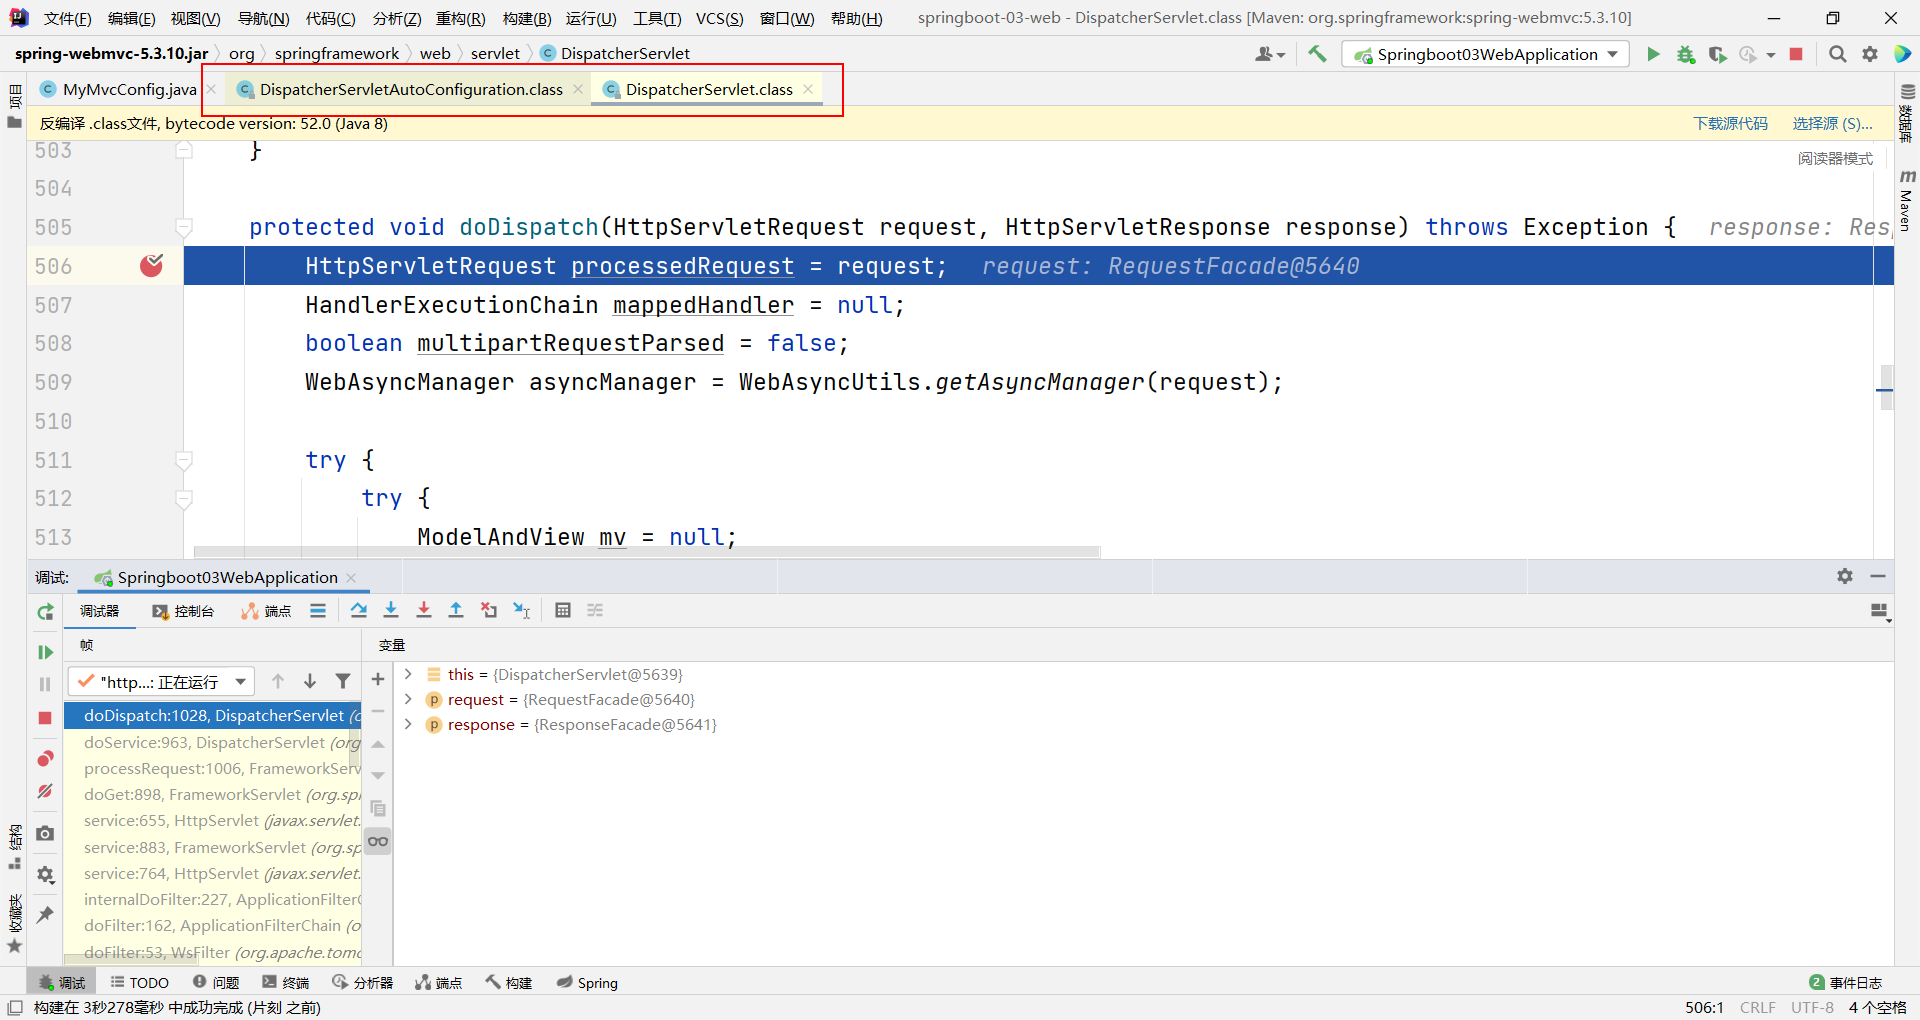 文件(F) 编辑(E) 视图(V) 导航(N) 代码(C) 分析(Z) 重构(R) 构建(B) 运行(U) 工具(T) VCS(S) 窗口(W) 帮助(H) springboot-03-web - DispatcherServlet.class [Maven: org.springframework:spring-webmvc:5.3.10]
spring-webmvc-5.3.10.jar org springframework web servlet DispatcherServlet Springboot03WebApplication
MyMvcConfig.java DispatcherServletAutoConfiguration.class DispatcherServlet.class
反编译 .class文件, bytecode version: 52.0 (Java 8) 下载源代码 选择源 (S)...
阅读器模式
503 }
504
505 protected void doDispatch(HttpServletRequest request, HttpServletResponse response) throws Exception { response: Res
506 HttpServletRequest processedRequest = request; request: RequestFacade@5640
507 HandlerExecutionChain mappedHandler = null;
508 boolean multipartRequestParsed = false;
509 WebAsyncManager asyncManager = WebAsyncUtils.getAsyncManager(request);
510
511 try {
512 try {
513 ModelAndView mv = null;
项目
结构
收藏夹
数据库
m Maven
调试: Springboot03WebApplication
调试器 控制台 端点
帧 变量
"http...: 正在运行
doDispatch:1028, DispatcherServlet (o
doService:963, DispatcherServlet (org
processRequest:1006, FrameworkServ
doGet:898, FrameworkServlet (org.spr
service:655, HttpServlet (javax.servlet.
service:883, FrameworkServlet (org.sp
service:764, HttpServlet (javax.servlet.
internalDoFilter:227, ApplicationFilterC
doFilter:162, ApplicationFilterChain (o
doFilter:53, WsFilter (org.apache.tomc
this = {DispatcherServlet@5639}
p request = {RequestFacade@5640}
p response = {ResponseFacade@5641}
调试 TODO 问题 终端 分析器 端点 构建 Spring 2 事件日志
构建在 3秒278毫秒 中成功完成 (片刻 之前) 506:1 CRLF UTF-8 4 个空格